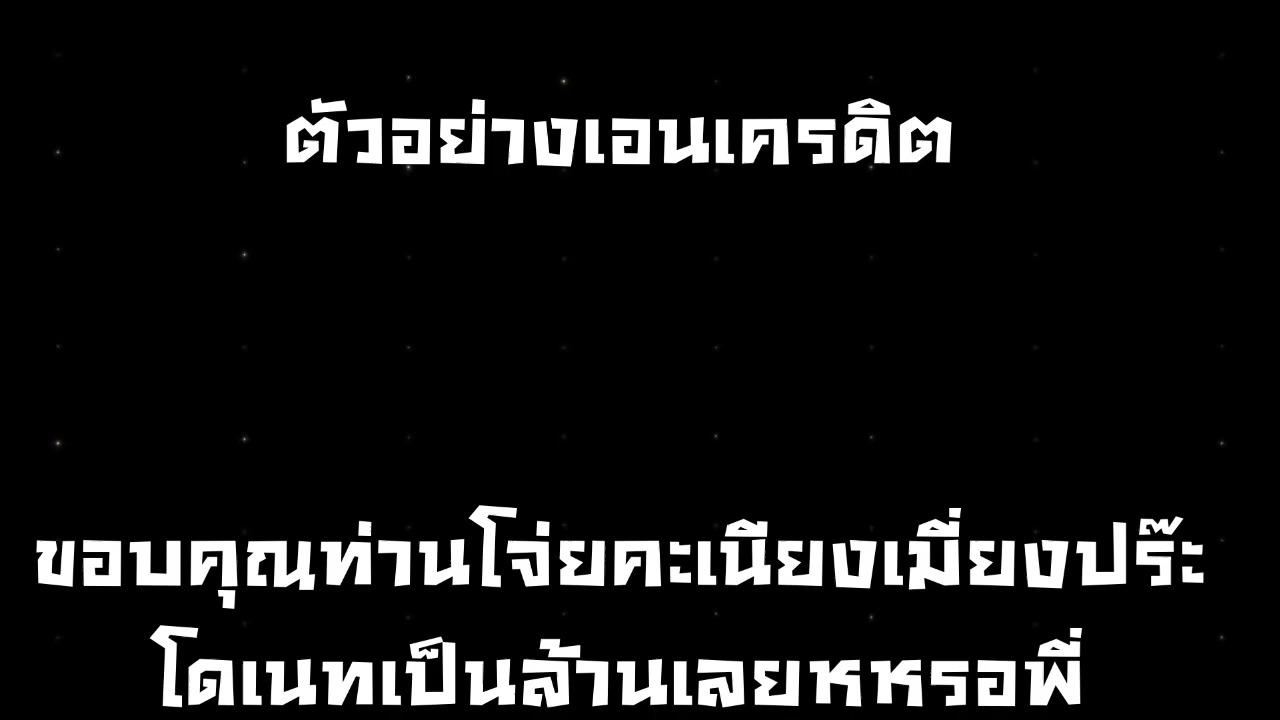 ตัวอย่างเอนเครดิต
ขอบคุณท่านโจ่ยคะเนียงเมี่ยงปร๊ะ
โดเนทเป็นล้านเลยหหรอพี่